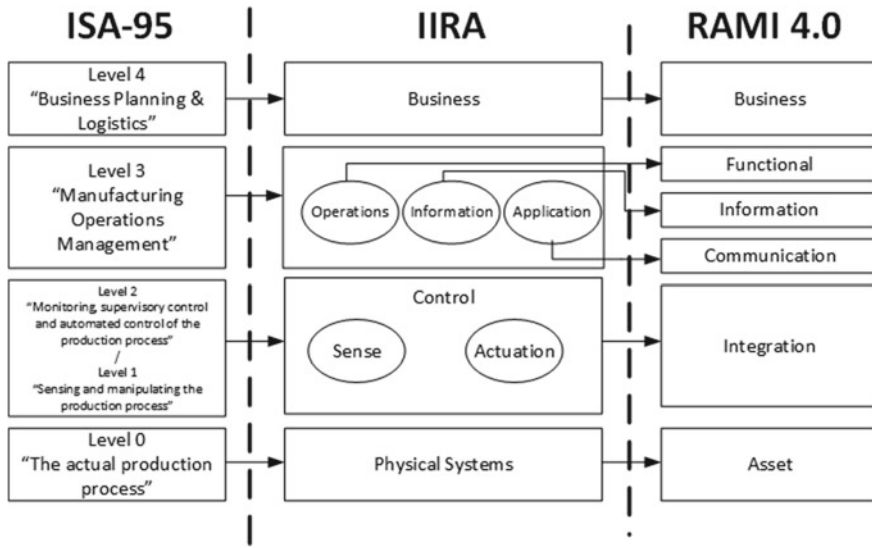 ISA-95
IIRA
RAMI 4.0
Level 4
“Business Planning &
Logistics”
Business
Business
Level 3
“Manufacturing
Operations
Management”
Operations
Information
Application
Functional
Information
Communication
Level 2
“Monitoring, supervisory control
and automated control of the
production process”
/
Level 1
“Sensing and manipulating the
production process”
Control
Sense
Actuation
Integration
Level 0
“The actual production
process”
Physical Systems
Asset